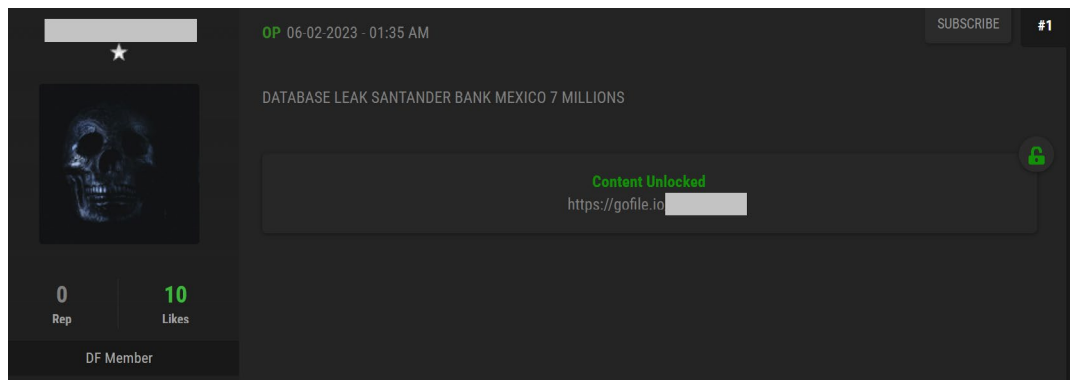 OP 06-02-2023 - 01:35 AM
SUBSCRIBE
#1
DATABASE LEAK SANTANDER BANK MEXICO 7 MILLIONS
Content Unlocked
https://gofile.io
0
10
Rep
Likes
DF Member